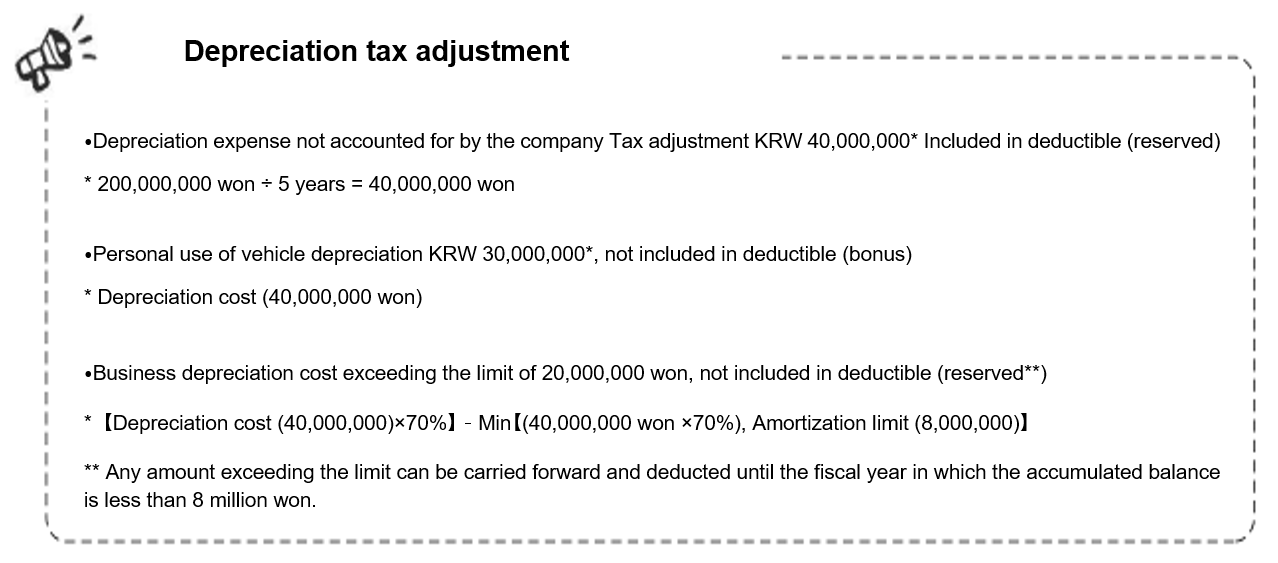 Depreciation tax adjustment
•Depreciation expense not accounted for by the company Tax adjustment KRW 40,000,000* Included in deductible (reserved)
* 200,000,000 won ÷ 5 years = 40,000,000 won
•Personal use of vehicle depreciation KRW 30,000,000*, not included in deductible (bonus)
* Depreciation cost (40,000,000 won)
•Business depreciation cost exceeding the limit of 20,000,000 won, not included in deductible (reserved**)
* 【Depreciation cost (40,000,000)×70%】 - Min【(40,000,000 won ×70%), Amortization limit (8,000,000)】
** Any amount exceeding the limit can be carried forward and deducted until the fiscal year in which the accumulated balance
is less than 8 million won.